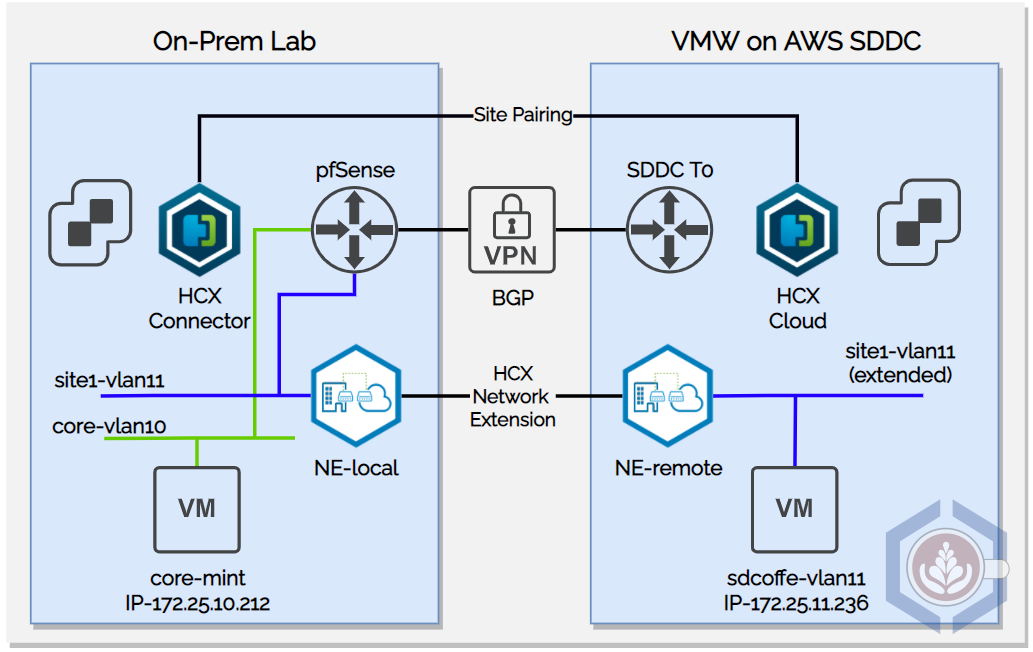 On-Prem Lab
VMW on AWS SDDC
Site Pairing
pfSense
SDDC T0
VPN
BGP
HCX
Connector
HCX
Cloud
site1-vlan11
core-vlan10
HCX
Network
Extension
site1-vlan11
(extended)
NE-local
NE-remote
VM
VM
core-mint
IP-172.25.10.212
sdcoffe-vlan11
IP-172.25.11.236